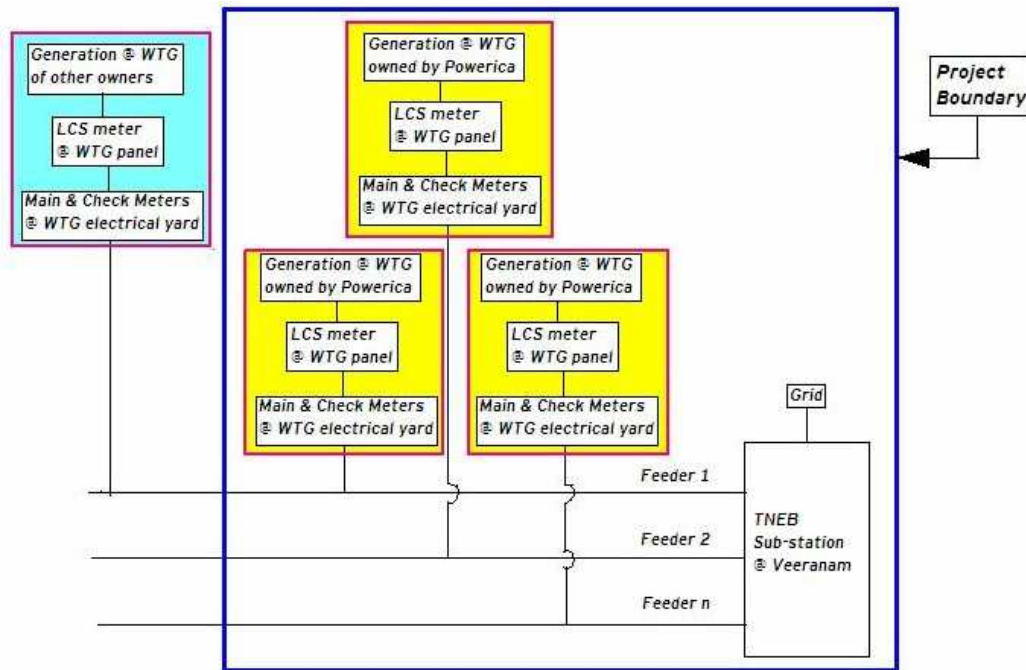 Generation @ WTG
of other owners
LCS meter
@ WTG panel
Main & Check Meters
@ WTG electrical yard
Generation @ WTG
owned by Powerica
LCS meter
@ WTG panel
Main & Check Meters
@ WTG electrical yard
Project
Boundary
Generation @ WTG
owned by Powerica
LCS meter
@ WTG panel
Main & Check Meters
@ WTG electrical yard
Generation @ WTG
owned by Powerica
LCS meter
@ WTG panel
Main & Check Meters
@ WTG electrical yard
Grid
Feeder 1
Feeder 2
Feeder n
TNEB
Sub-station
@ Veeranam